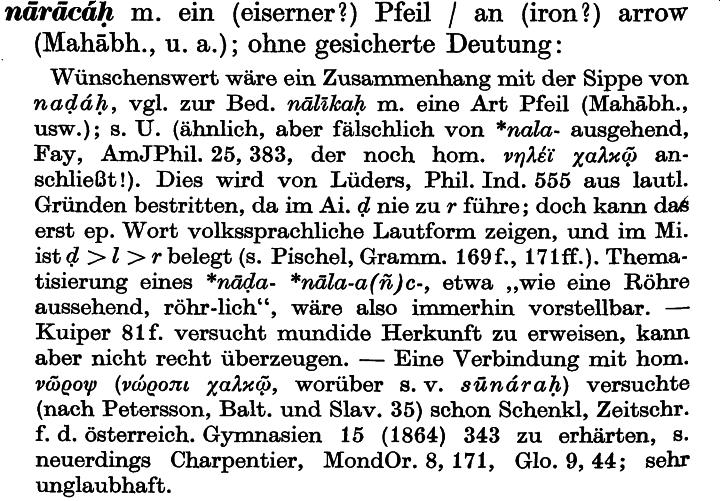 nārācáḥ m. ein (eiserner?) Pfeil / an (iron?) arrow
(Mahābh., u. a.); ohne gesicherte Deutung:
Wünschenswert wäre ein Zusammenhang mit der Sippe von
naḍáḥ, vgl. zur Bed. nālīkaḥ m. eine Art Pfeil (Mahābh.,
usw.); s. U. (ähnlich, aber fälschlich von *nala- ausgehend,
Fay, AmJPhil. 25, 383, der noch hom. νηλέϊ χαλκῷ an-
schließt!). Dies wird von Lüders, Phil. Ind. 555 aus lautl.
Gründen bestritten, da im Ai. ḍ nie zu r führe; doch kann das
erst ep. Wort volkssprachliche Lautform zeigen, und im Mi.
ist ḍ > l > r belegt (s. Pischel, Gramm. 169f., 171ff.). Thema-
tisierung eines *nāḍa- *nāla-a(ñ)c-, etwa „wie eine Röhre
aussehend, röhr-lich“, wäre also immerhin vorstellbar. —
Kuiper 81f. versucht mundide Herkunft zu erweisen, kann
aber nicht recht überzeugen. — Eine Verbindung mit hom.
νῶροψ (νώροπι χαλκῷ, worüber s. v. sūnáraḥ) versuchte
(nach Petersson, Balt. und Slav. 35) schon Schenkl, Zeitschr.
f. d. österreich. Gymnasien 15 (1864) 343 zu erhärten, s.
neuerdings Charpentier, MondOr. 8, 171, Glo. 9, 44; sehr
unglaubhaft.